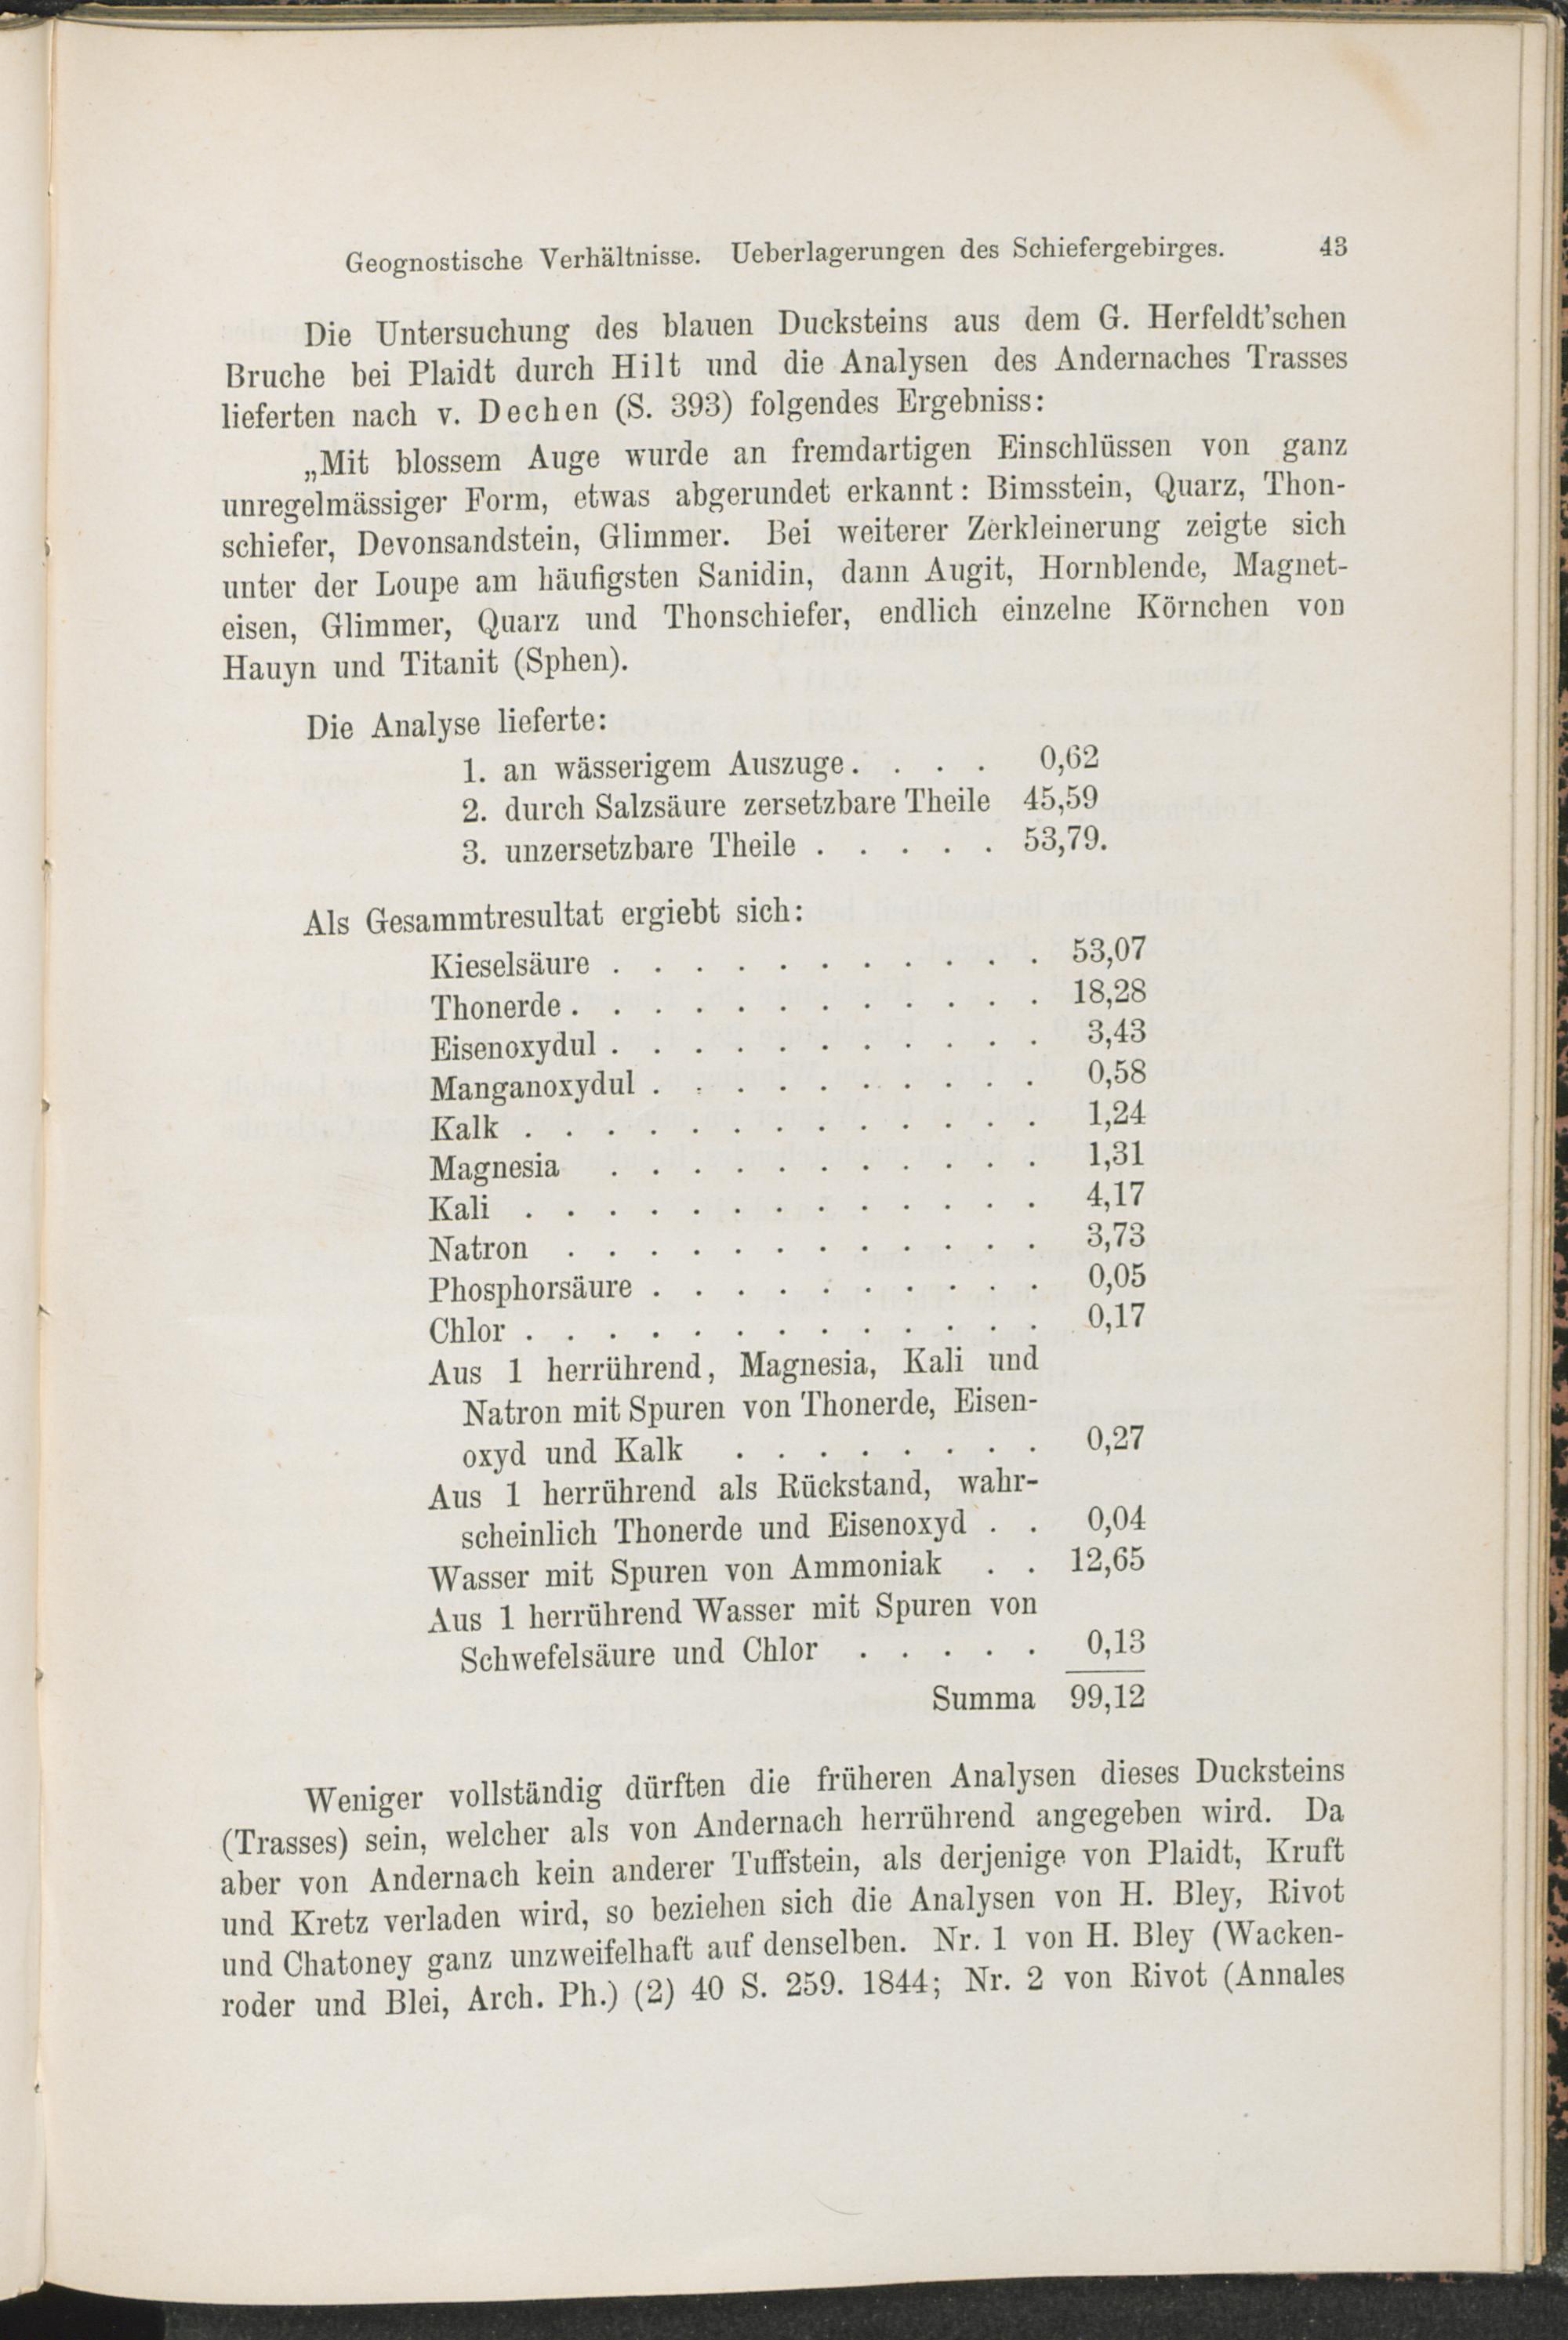 Geognostische Verhältnisse. Ueberlagerungen des Schiefergebirges. 43
Die Untersuchung des blauen Ducksteins aus dem G. Herfeldt'schen
Bruche bei Plaidt durch Hilt und die Analysen des Andernaches Trasses
lieferten nach v. Dechen (S. 393) folgendes Ergebniss:
„Mit blossem Auge wurde an fremdartigen Einschlüssen von ganz
unregelmässiger Form, etwas abgerundet erkannt: Bimsstein, Quarz, Thon-
schiefer, Devonsandstein, Glimmer. Bei weiterer Zerkleinerung zeigte sich
unter der Loupe am häufigsten Sanidin, dann Augit, Hornblende, Magnet-
eisen, Glimmer, Quarz und Thonschiefer, endlich einzelne Körnchen von
Hauyn und Titanit (Sphen).
Die Analyse lieferte:
1. an wässerigem Auszuge. . . . 0,62
2. durch Salzsäure zersetzbare Theile 45,59
3. unzersetzbare Theile . . . . . 53,79.
Als Gesammtresultat ergiebt sich:
Kieselsäure . . . . . . . . . . . 53,07
Thonerde . . . . . . . . . . . . 18,28
Eisenoxydul . . . . . . . . . . . 3,43
Manganoxydul . . . . . . . . . . 0,58
Kalk . . . . . . . . . . . . . 1,24
Magnesia . . . . . . . . . . . 1,31
Kali . . . . . . . . . . . . . 4,17
Natron . . . . . . . . . . . . 3,73
Phosphorsäure . . . . . . . . . . 0,05
Chlor . . . . . . . . . . . . . 0,17
Aus 1 herrührend, Magnesia, Kali und
Natron mit Spuren von Thonerde, Eisen-
oxyd und Kalk . . . . . . . . 0,27
Aus 1 herrührend als Rückstand, wahr-
scheinlich Thonerde und Eisenoxyd . . 0,04
Wasser mit Spuren von Ammoniak . . 12,65
Aus 1 herrührend Wasser mit Spuren von
Schwefelsäure und Chlor . . . . . 0,13
Summa 99,12
Weniger vollständig dürften die früheren Analysen dieses Ducksteins
(Trasses) sein, welcher als von Andernach herrührend angegeben wird. Da
aber von Andernach kein anderer Tuffstein, als derjenige von Plaidt, Kruft
und Kretz verladen wird, so beziehen sich die Analysen von H. Bley, Rivot
und Chatoney ganz unzweifelhaft auf denselben. Nr. 1 von H. Bley (Wacken-
roder und Blei, Arch. Ph.) (2) 40 S. 259. 1844; Nr. 2 von Rivot (Annales